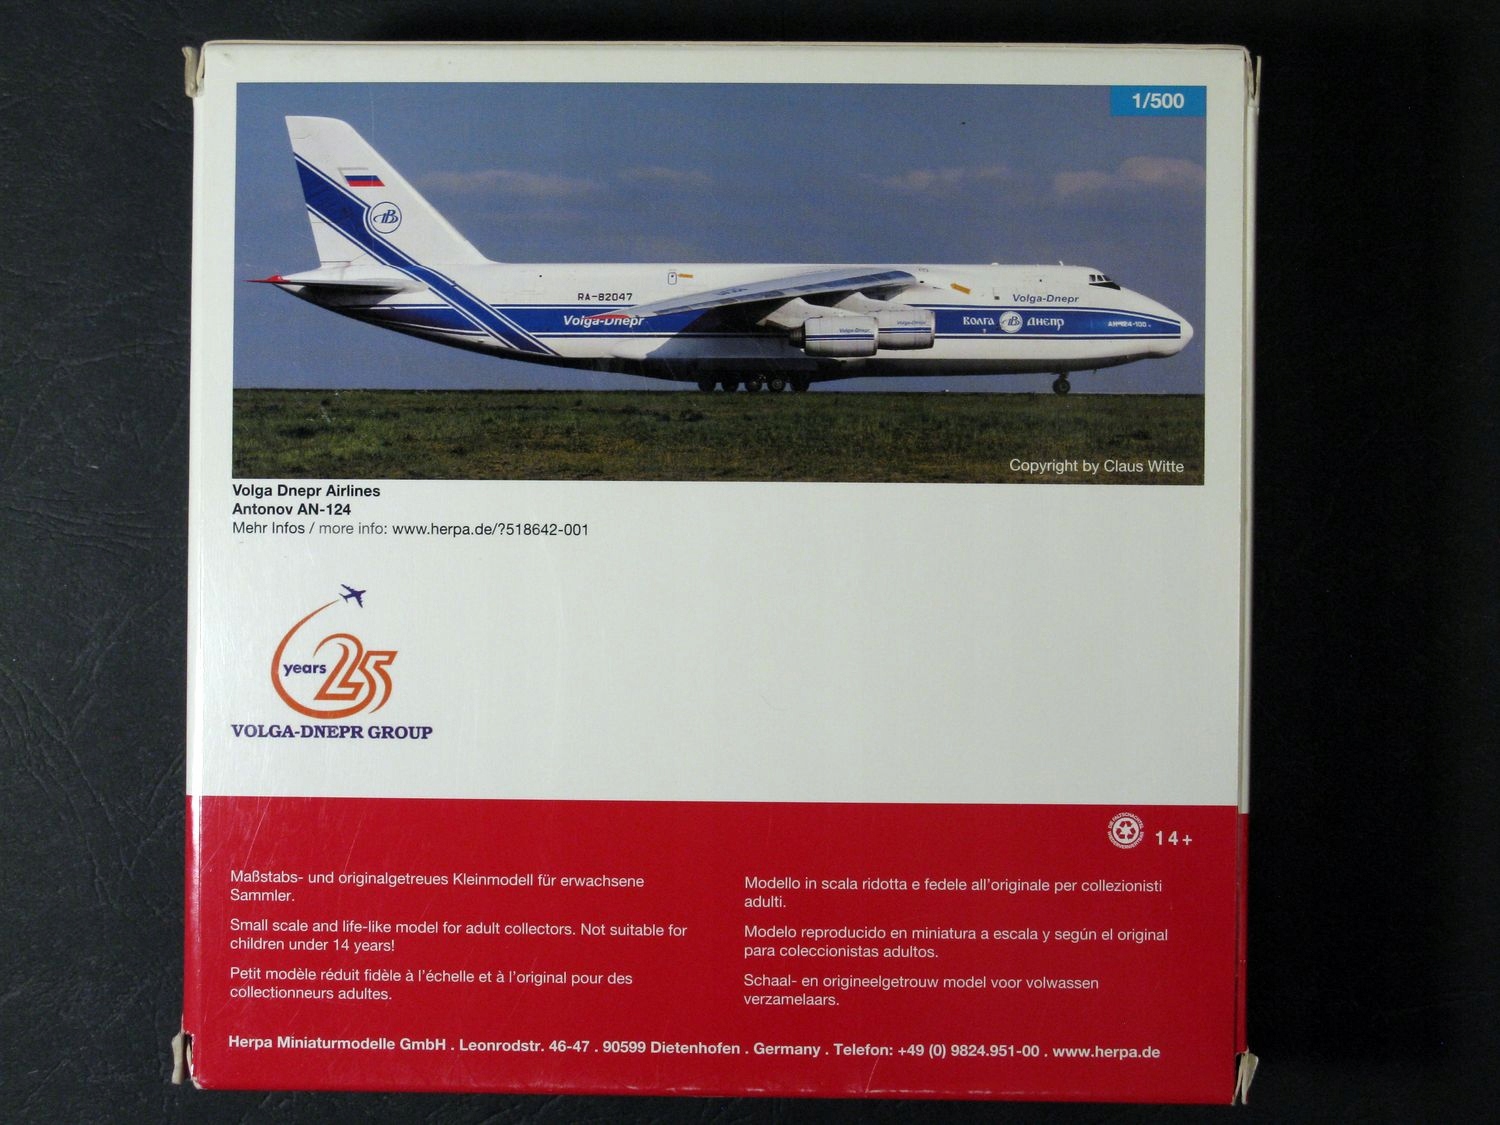 1/500
RA-82047
Volga-Dnepr
Volga-Dnepr
Волга Днепр
Volga-Dnepr
Volga-Dnepr
Copyright by Claus Witte
Volga Dnepr Airlines
Antonov AN-124
Mehr Infos / more info: www.herpa.de/?518642-001
years 25
VOLGA-DNEPR GROUP
14+
Maßstabs- und originalgetreues Kleinmodell für erwachsene
Sammler.
Small scale and life-like model for adult collectors. Not suitable for
children under 14 years!
Petit modèle réduit fidèle à l'échelle et à l'original pour des
collectionneurs adultes.
Modello in scala ridotta e fedele all'originale per collezionisti
adulti.
Modelo reproducido en miniatura a escala y según el original
para coleccionistas adultos.
Schaal- en origineelgetrouw model voor volwassen
verzamelaars.
Herpa Miniaturmodelle GmbH . Leonrodstr. 46-47 . 90599 Dietenhofen . Germany . Telefon: +49 (0) 9824.951-00 . www.herpa.de